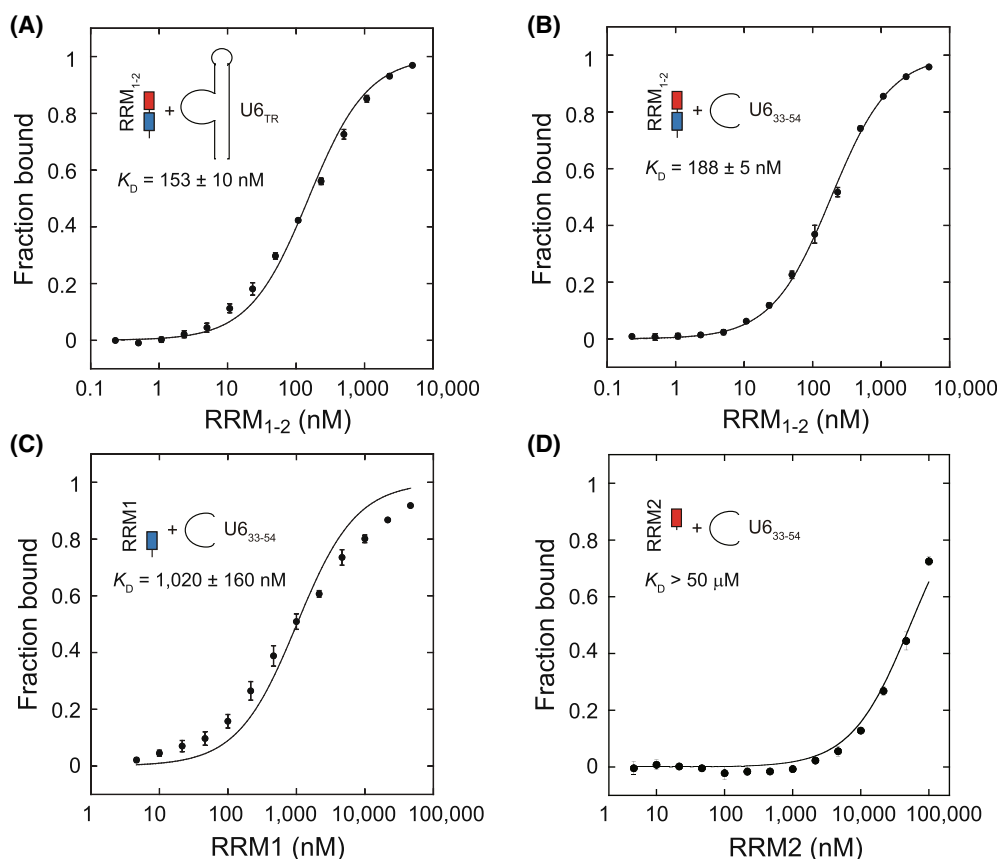 (A)
Fraction bound
1
0.8
0.6
0.4
0.2
0
RRM1-2
+
U6TR
KD = 153 ± 10 nM
0.1 1 10 100 1,000 10,000
RRM1-2 (nM)
(B)
Fraction bound
1
0.8
0.6
0.4
0.2
0
RRM1-2
+
U633-54
KD = 188 ± 5 nM
0.1 1 10 100 1,000 10,000
RRM1-2 (nM)
(C)
Fraction bound
1
0.8
0.6
0.4
0.2
0
RRM1
+
U633-54
KD = 1,020 ± 160 nM
1 10 100 1,000 10,000 100,000
RRM1 (nM)
(D)
Fraction bound
1
0.8
0.6
0.4
0.2
0
RRM2
+
U633-54
KD > 50 µM
1 10 100 1,000 10,000 100,000
RRM2 (nM)